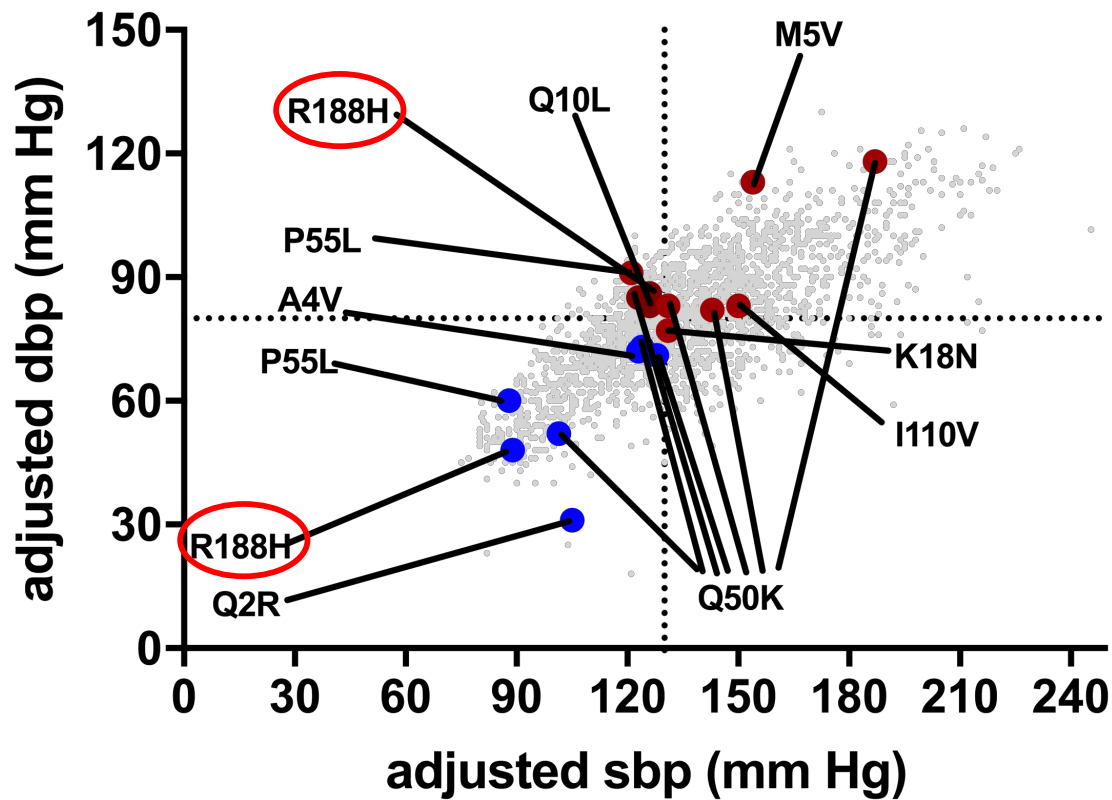 150
M5V
Q10L
R188H
120
adjusted dbp (mm Hg)
P55L
90
A4V
P55L
K18N
60
I110V
30
R188H
Q50K
Q2R
0
0 30 60 90 120 150 180 210 240
adjusted sbp (mm Hg)